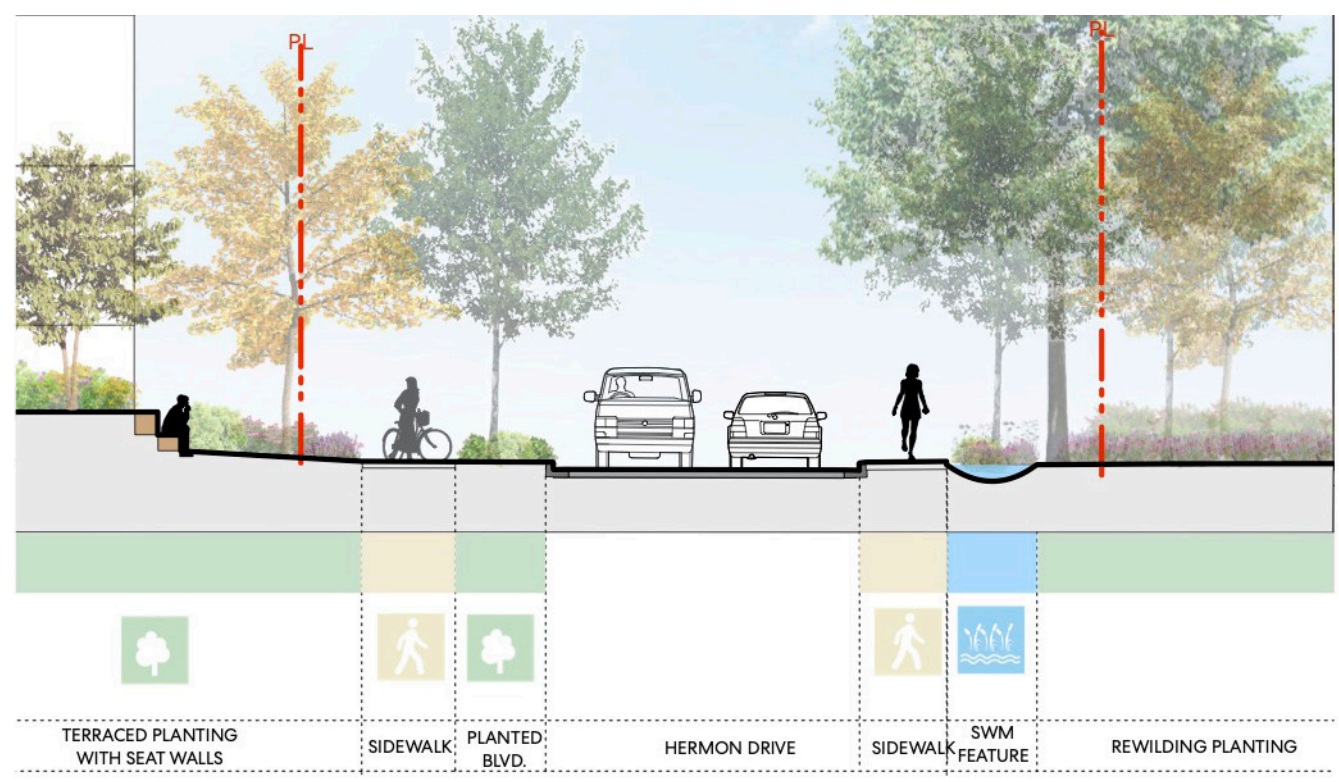 PL
PL
TERRACED PLANTING
WITH SEAT WALLS
SIDEWALK
PLANTED
BLVD.
HERMON DRIVE
SIDEWALK
SWM
FEATURE
REWILDING PLANTING